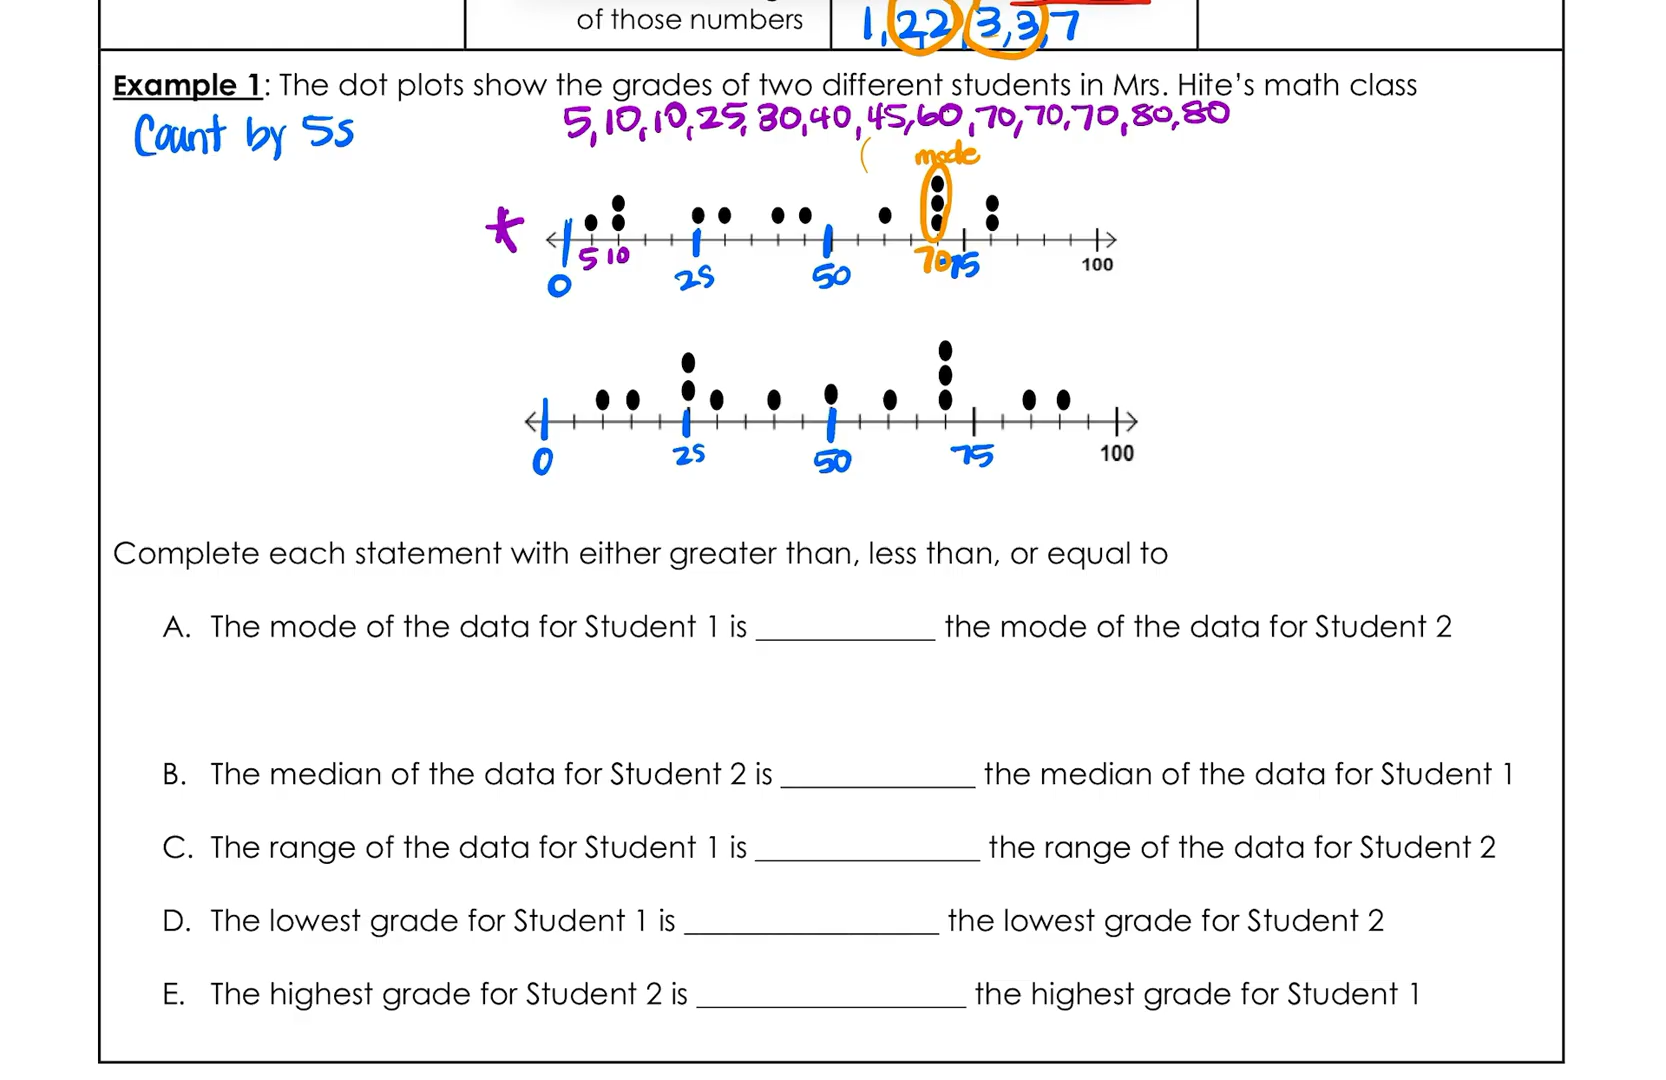 of those numbers
1, 2,2, 3,3, 7
Example 1: The dot plots show the grades of two different students in Mrs. Hite's math class
Count by 5s
5, 10, 10, 25, 30, 40, 45, 60, 70, 70, 70, 80, 80
mode
5 10 70 75
0 25 50 100
0 25 50 75 100
Complete each statement with either greater than, less than, or equal to
A. The mode of the data for Student 1 is __________ the mode of the data for Student 2
B. The median of the data for Student 2 is ___________ the median of the data for Student 1
C. The range of the data for Student 1 is _____________ the range of the data for Student 2
D. The lowest grade for Student 1 is _______________ the lowest grade for Student 2
E. The highest grade for Student 2 is ________________ the highest grade for Student 1